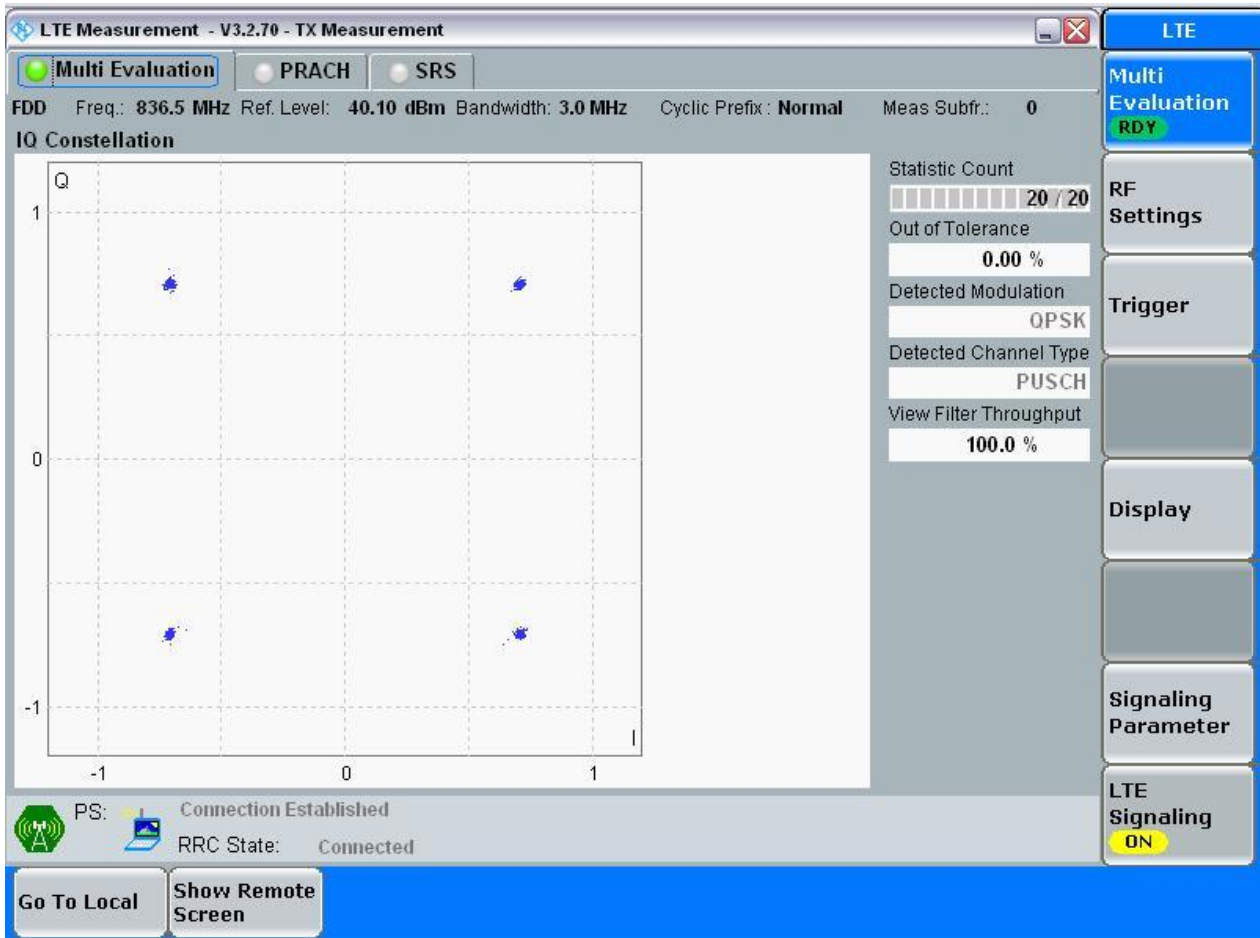 LTE Measurement - V3.2.70 - TX Measurement
LTE
Multi Evaluation PRACH SRS
FDD Freq.: 836.5 MHz Ref. Level: 40.10 dBm Bandwidth: 3.0 MHz Cyclic Prefix : Normal Meas Subfr.: 0
IQ Constellation
Q
1
0
-1
I
-1 0 1
Statistic Count
20 / 20
Out of Tolerance
0.00 %
Detected Modulation
QPSK
Detected Channel Type
PUSCH
View Filter Throughput
100.0 %
Multi
Evaluation
RDY
RF
Settings
Trigger
Display
Signaling
Parameter
LTE
Signaling
ON
PS: Connection Established
RRC State: Connected
Go To Local
Show Remote
Screen